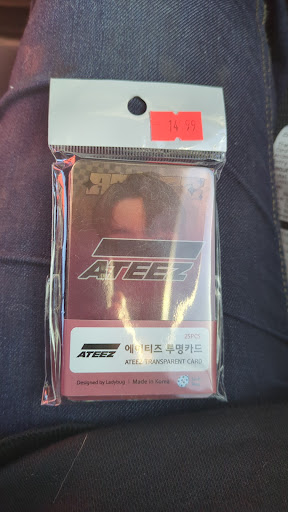 14.99
ATEEZ
25PCS
ATEEZ
에이티즈 투명카드
ATEEZ TRANSPARENT CARD
Designed by Ladybug | Made in Korea